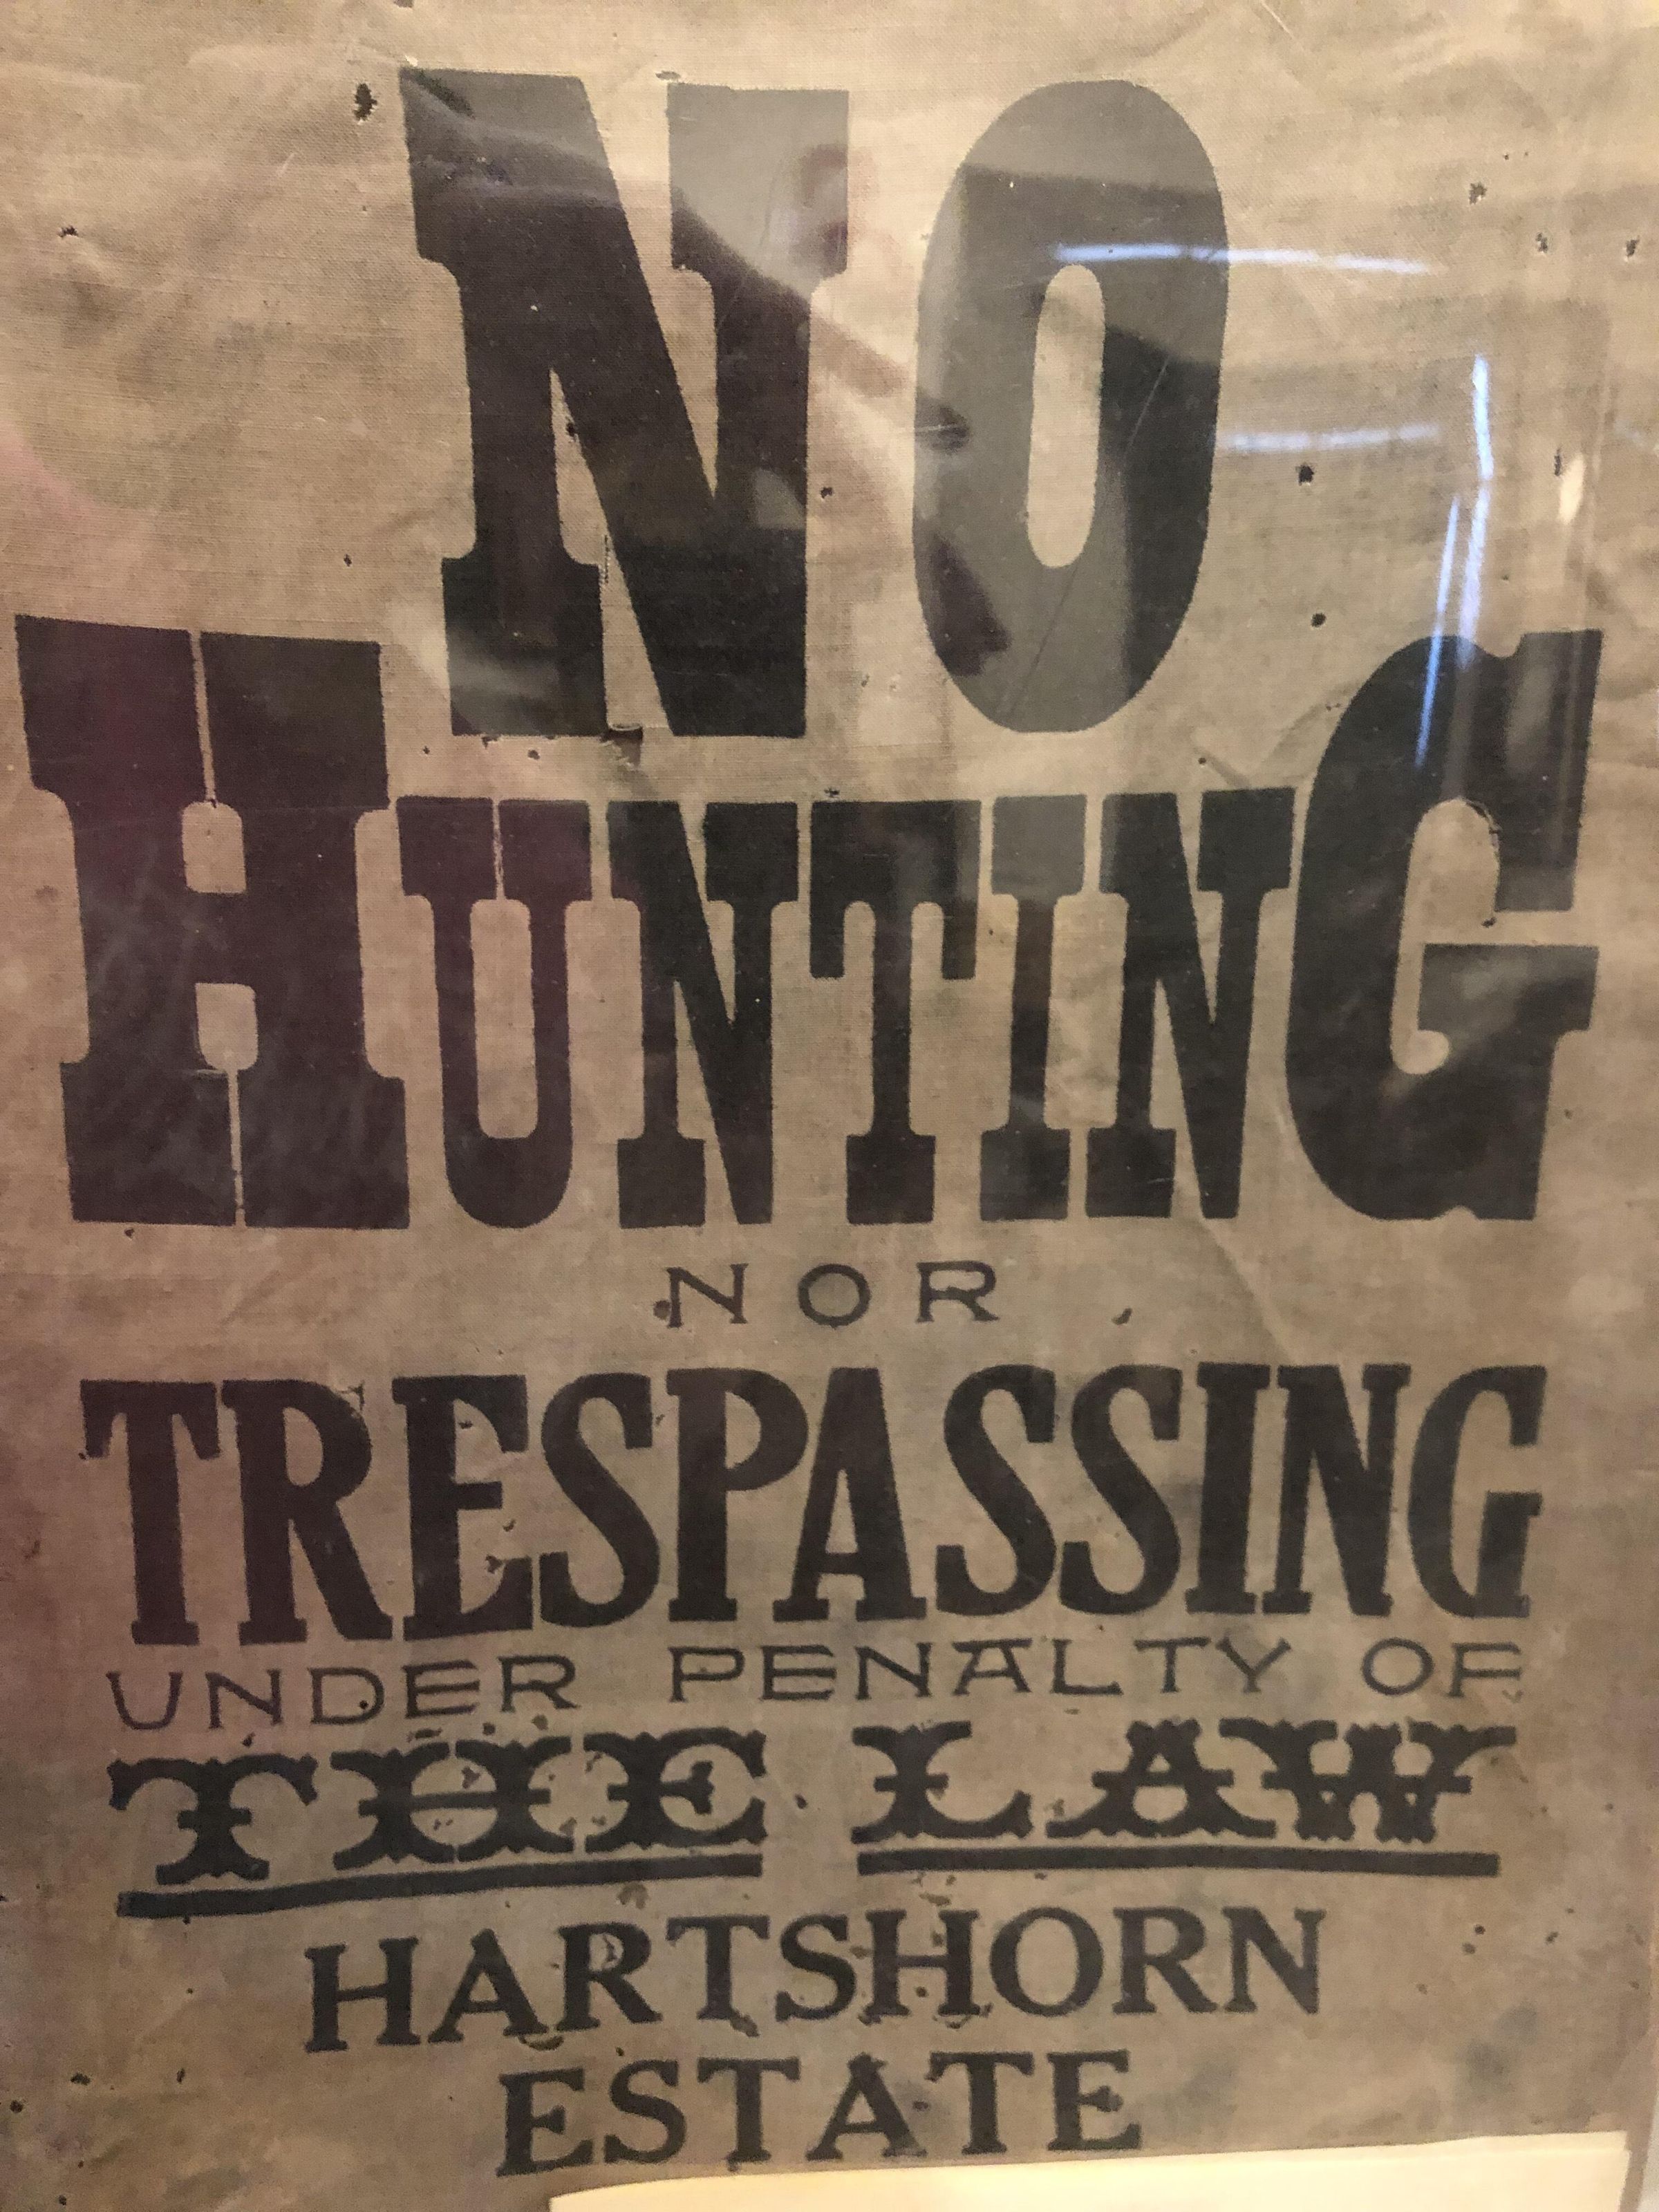 NO
HUNTING
NOR
TRESPASSING
UNDER PENALTY OF
THE LAW
HARTSHORN
ESTATE